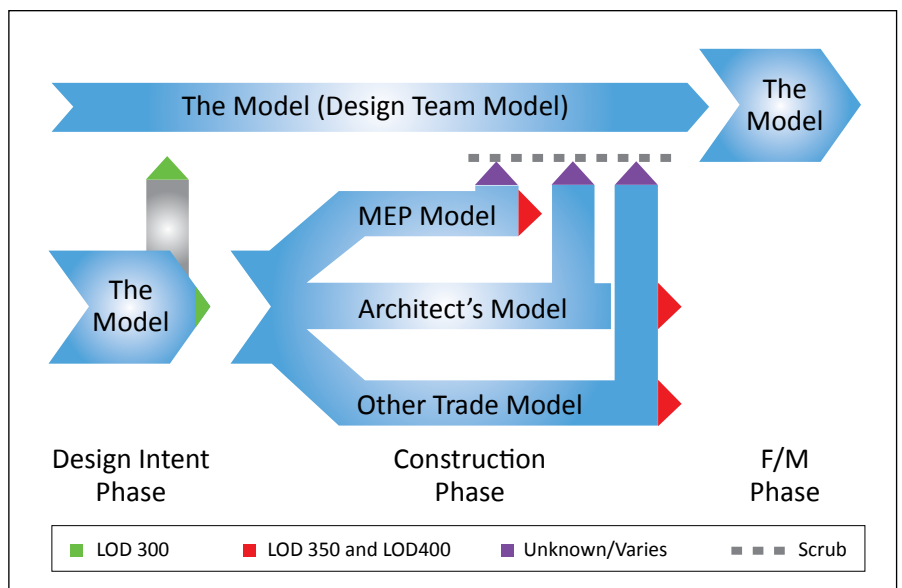 The Model (Design Team Model)
The
Model
MEP Model
The
Model
Architect's Model
Other Trade Model
Design Intent
Phase
Construction
Phase
F/M
Phase
LOD 300
LOD 350 and LOD400
Unknown/Varies
Scrub